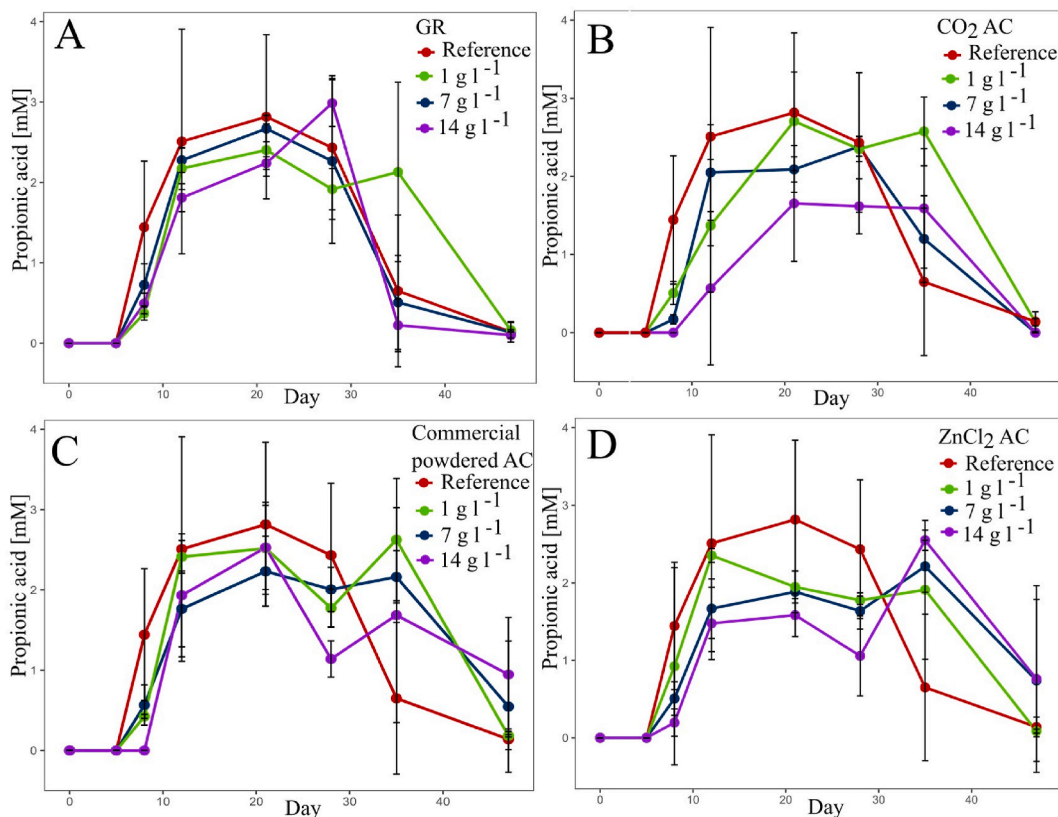 A
GR
Reference
1 g l⁻¹
7 g l⁻¹
14 g l⁻¹
Propionic acid [mM]
4
3
2
1
0
0 10 20 30 40
Day
B
CO₂ AC
Reference
1 g l⁻¹
7 g l⁻¹
14 g l⁻¹
Propionic acid [mM]
4
3
2
1
0
0 10 20 30 40
Day
C
Commercial
powdered AC
Reference
1 g l⁻¹
7 g l⁻¹
14 g l⁻¹
Propionic acid [mM]
4
3
2
1
0
0 10 20 30 40
Day
D
ZnCl₂ AC
Reference
1 g l⁻¹
7 g l⁻¹
14 g l⁻¹
Propionic acid [mM]
4
3
2
1
0
0 10 20 30 40
Day